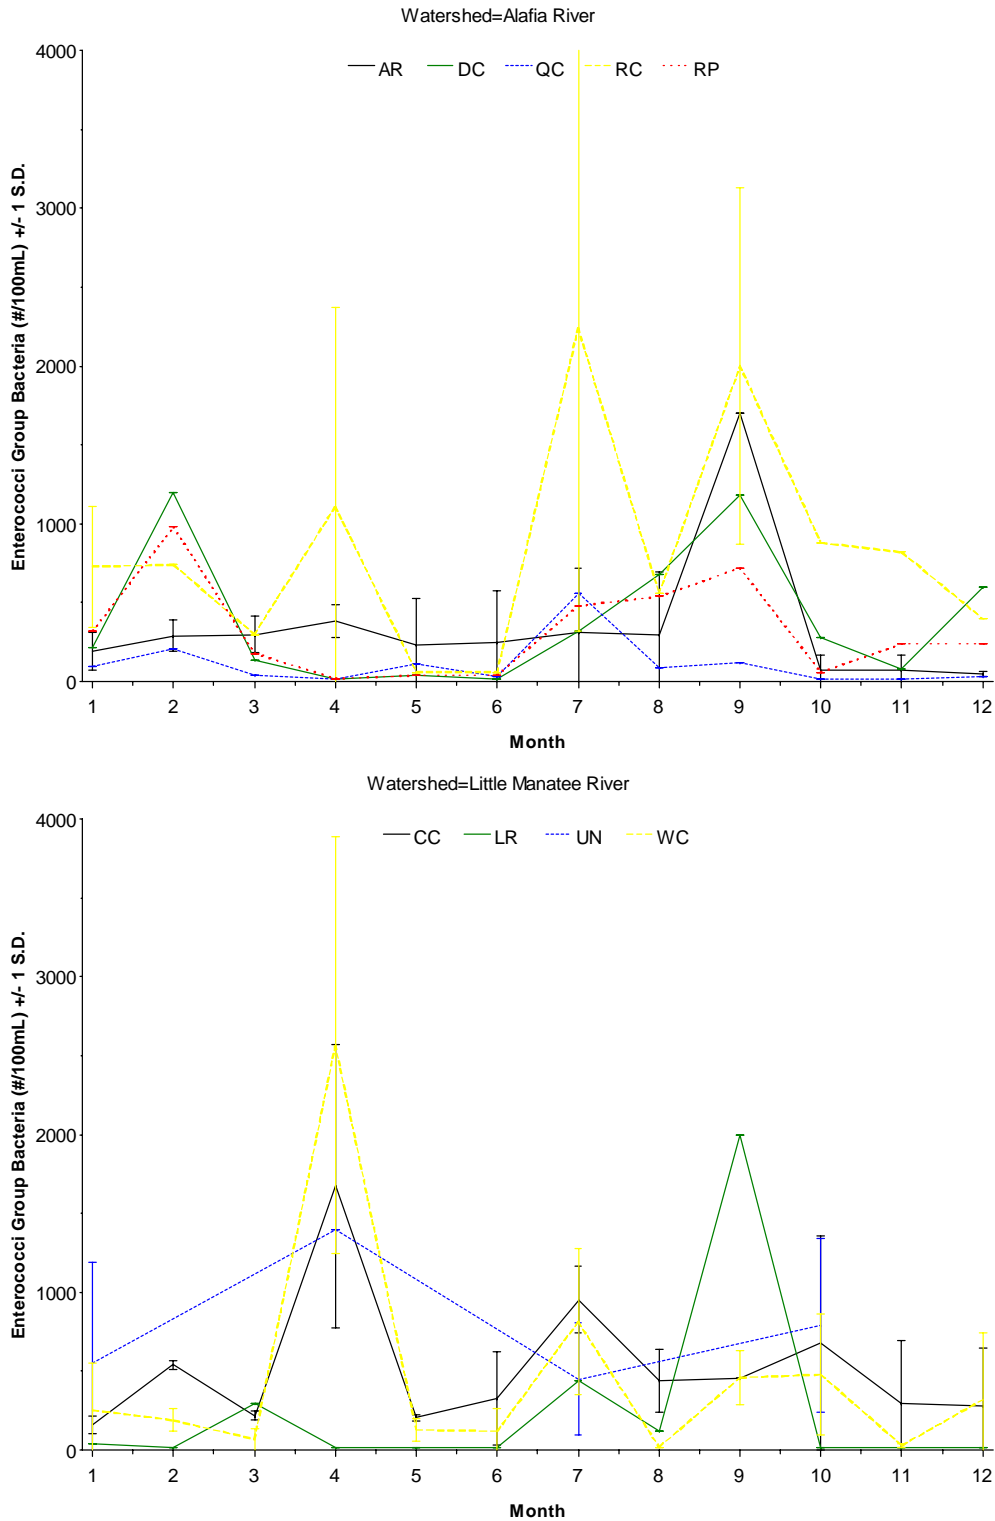 Watershed=Alafia River
Enterococci Group Bacteria (#/100mL) +/- 1 S.D.
4000
3000
2000
1000
0
AR DC QC RC RP
1 2 3 4 5 6 7 8 9 10 11 12
Month
Watershed=Little Manatee River
Enterococci Group Bacteria (#/100mL) +/- 1 S.D.
4000
3000
2000
1000
0
CC LR UN WC
1 2 3 4 5 6 7 8 9 10 11 12
Month